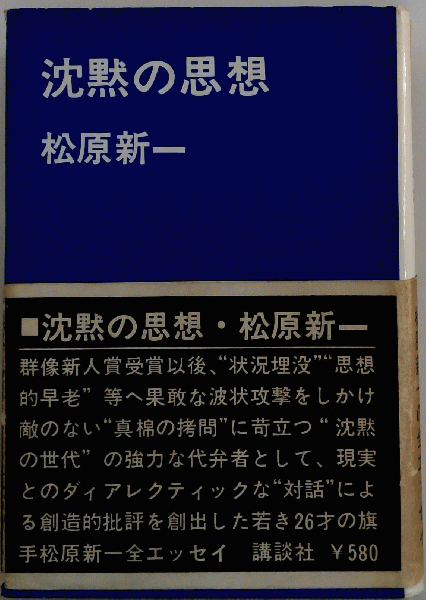 沈黙の思想
松原新一
■沈黙の思想・松原新一
群像新人賞受賞以後、“状況埋没”“思想
的早老”等へ果敢な波状攻撃をしかけ
敵のない“真綿の拷問”に苛立つ“沈黙
の世代”の強力な代弁者として、現実
とのダィアレクティックな“対話”によ
る創造的批評を創出した若き26才の旗
手松原新一全エッセイ 講談社 ¥580